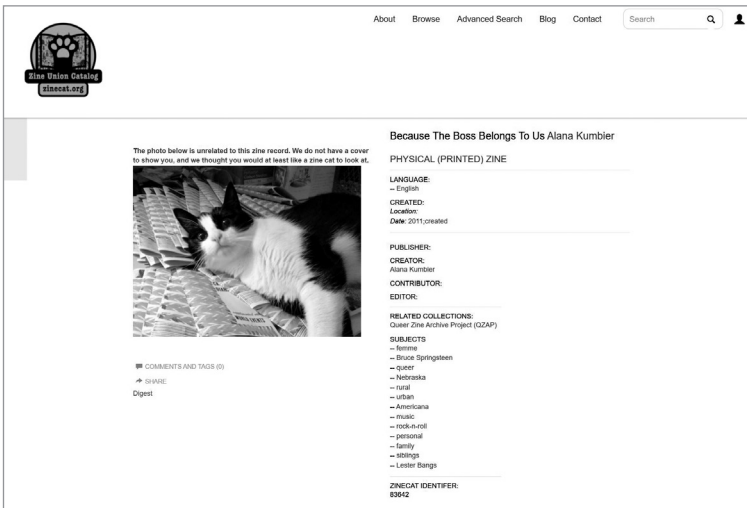 About Browse Advanced Search Blog Contact Search
Zine Union Catalog
zinecat.org
The photo below is unrelated to this zine record. We do not have a cover
to show you, and we thought you would at least like a zine cat to look at.
COMMENTS AND TAGS (0)
SHARE
Digest
Because The Boss Belongs To Us Alana Kumbier
PHYSICAL (PRINTED) ZINE
LANGUAGE:
-- English
CREATED:
Location:
Date: 2011;created
PUBLISHER:
CREATOR:
Alana Kumbier
CONTRIBUTOR:
EDITOR:
RELATED COLLECTIONS:
Queer Zine Archive Project (QZAP)
SUBJECTS
-- femme
-- Bruce Springsteen
-- queer
-- Nebraska
-- rural
-- urban
-- Americana
-- music
-- rock-n-roll
-- personal
-- family
-- siblings
-- Lester Bangs
ZINECAT IDENTIFER:
83642